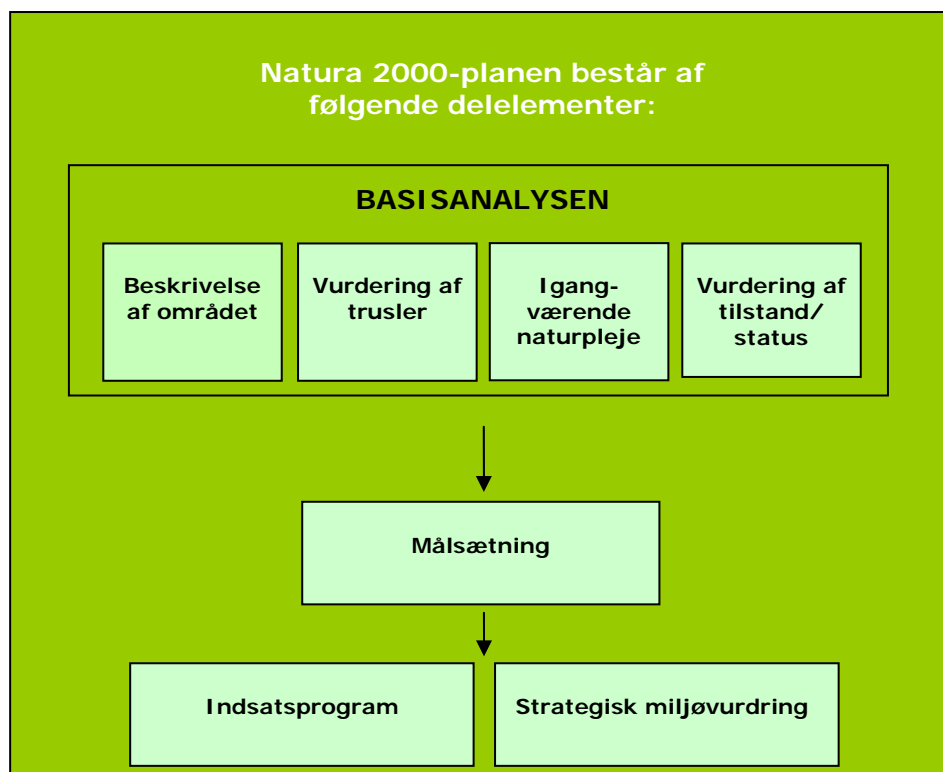 Natura 2000-planen består af
følgende delelementer:
BASISANALYSEN
Beskrivelse
af området
Vurdering af
trusler
Igang-
værende
naturpleje
Vurdering af
tilstand/
status
Målsætning
Indsatsprogram
Strategisk miljøvurdring